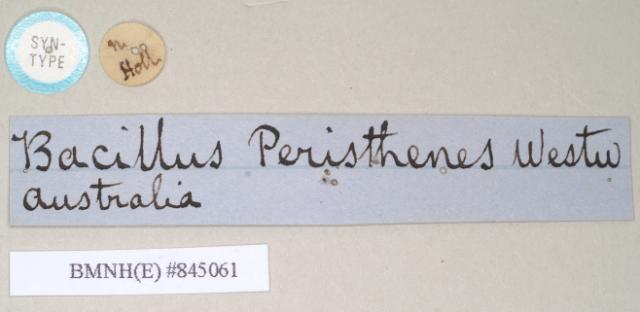 SYN-
TYPE
N
Holl
Bacillus Peristhenes Westw
Australia
BMNH(E) #845061